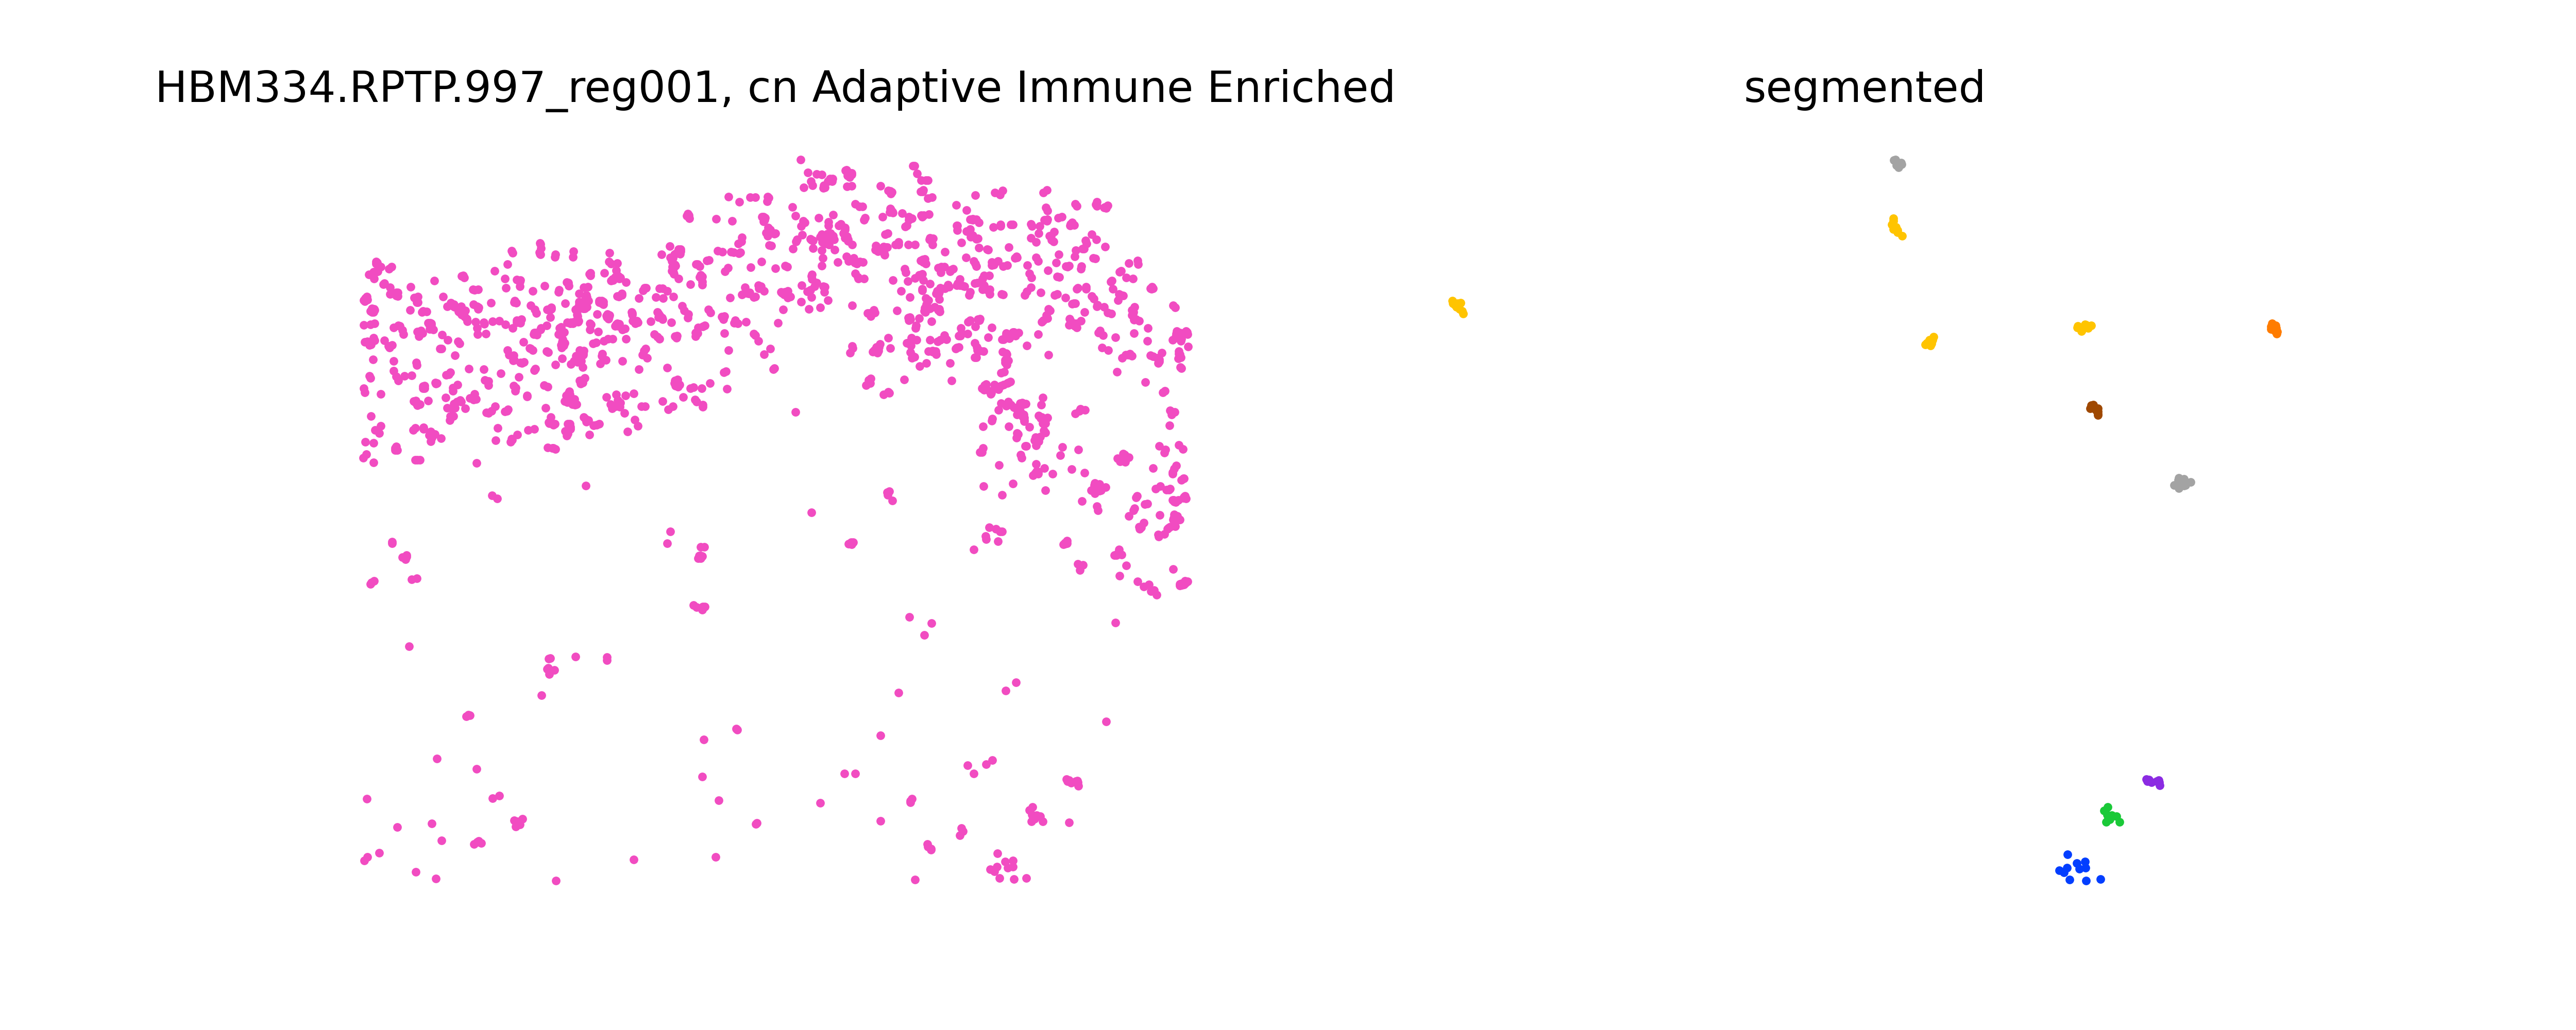 HBM334.RPTP.997_reg001, cn Adaptive Immune Enriched
segmented